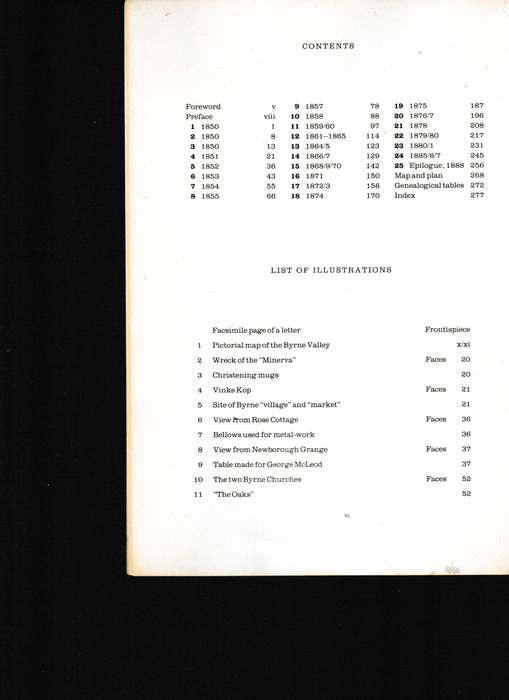 CONTENTS
Foreword v
Preface viii
1 1850 1
2 1850 8
3 1850 13
4 1851 21
5 1852 36
6 1853 43
7 1854 55
8 1855 66
9 1857 78
10 1858 88
11 1859/60 97
12 1861–1865 114
13 1864/5 123
14 1866/7 129
15 1868/9/70 142
16 1871 150
17 1872/3 156
18 1874 170
19 1875 187
20 1876/7 196
21 1878 208
22 1879/80 217
23 1880/1 231
24 1885/6/7 245
25 Epilogue, 1888 256
Map and plan 268
Genealogical tables 272
Index 277
LIST OF ILLUSTRATIONS
Facsimile page of a letter Frontispiece
1 Pictorial map of the Byrne Valley x/xi
2 Wreck of the "Minerva" Faces 20
3 Christening mugs 20
4 Vinks Kop Faces 21
5 Site of Byrne "village" and "market" 21
6 View from Rose Cottage Faces 36
7 Bellows used for metal-work 36
8 View from Newborough Grange Faces 37
9 Table made for George McLeod 37
10 The two Byrne Churches Faces 52
11 "The Oaks" 52
vi